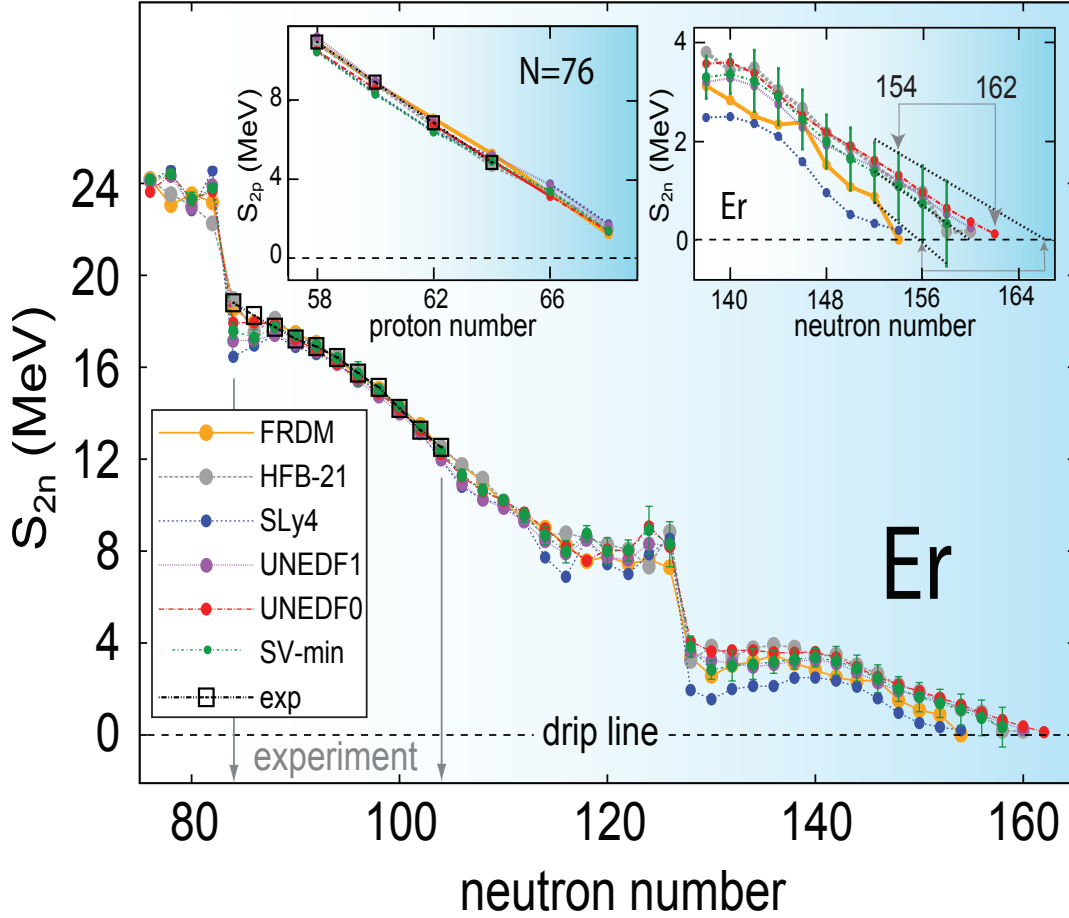 S2n (MeV)
24
20
16
12
8
4
0
80
100
120
140
160
neutron number
FRDM
HFB-21
SLy4
UNEDF1
UNEDF0
SV-min
exp
experiment
drip line
Er
S2p (MeV)
8
4
0
58
62
66
proton number
N=76
S2n (MeV)
4
2
0
140
148
156
164
neutron number
154
162
Er